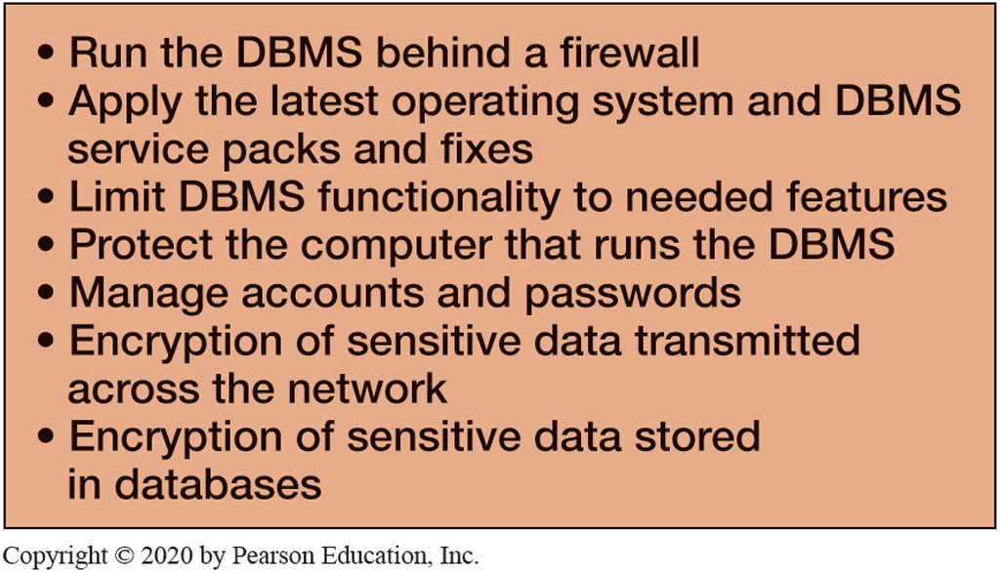 • Run the DBMS behind a firewall
• Apply the latest operating system and DBMS
service packs and fixes
• Limit DBMS functionality to needed features
• Protect the computer that runs the DBMS
• Manage accounts and passwords
• Encryption of sensitive data transmitted
across the network
• Encryption of sensitive data stored
in databases
Copyright © 2020 by Pearson Education, Inc.